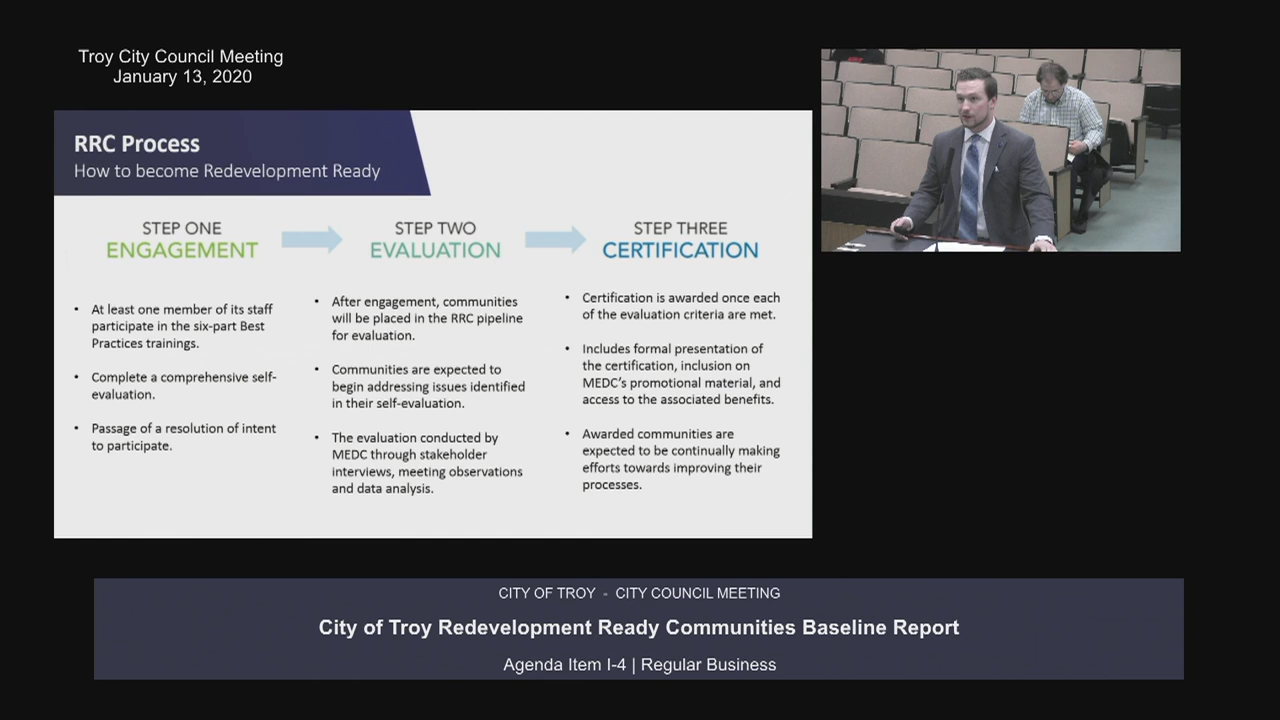 Troy City Council Meeting
January 13, 2020
RRC Process
How to become Redevelopment Ready
STEP ONE
ENGAGEMENT
• At least one member of its staff
participate in the six-part Best
Practices trainings.
• Complete a comprehensive self-
evaluation.
• Passage of a resolution of intent
to participate.
STEP TWO
EVALUATION
• After engagement, communities
will be placed in the RRC pipeline
for evaluation.
• Communities are expected to
begin addressing issues identified
in their self-evaluation.
• The evaluation conducted by
MEDC through stakeholder
interviews, meeting observations
and data analysis.
STEP THREE
CERTIFICATION
• Certification is awarded once each
of the evaluation criteria are met.
• Includes formal presentation of
the certification, inclusion on
MEDC's promotional material, and
access to the associated benefits.
• Awarded communities are
expected to be continually making
efforts towards improving their
processes.
CITY OF TROY - CITY COUNCIL MEETING
City of Troy Redevelopment Ready Communities Baseline Report
Agenda Item I-4 | Regular Business